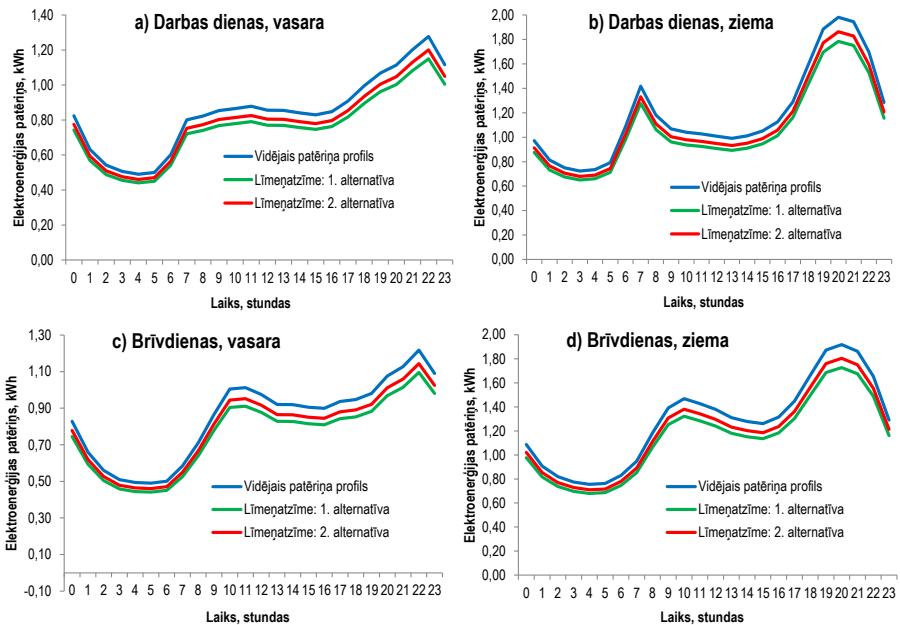 a) Darbas dienas, vasara
Elektroenerģijas patēriņš, kWh
1,40
1,20
1,00
0,80
0,60
0,40
0,20
0,00
Vidējais patēriņa profils
Līmeņatzīme: 1. alternatīva
Līmeņatzīme: 2. alternatīva
0 1 2 3 4 5 6 7 8 9 10 11 12 13 14 15 16 17 18 19 20 21 22 23
Laiks, stundas
b) Darbas dienas, ziema
Elektroenerģijas patēriņš, kWh
2,00
1,80
1,60
1,40
1,20
1,00
0,80
0,60
0,40
0,20
0,00
Vidējais patēriņa profils
Līmeņatzīme: 1. alternatīva
Līmeņatzīme: 2. alternatīva
0 1 2 3 4 5 6 7 8 9 10 11 12 13 14 15 16 17 18 19 20 21 22 23
Laiks, stundas
c) Brīvdienas, vasara
Elektroenerģijas patēriņš, kWh
1,30
1,10
0,90
0,70
0,50
0,30
0,10
-0,10
Vidējais patēriņa profils
Līmeņatzīme: 1. alternatīva
Līmeņatzīme: 2. alternatīva
0 1 2 3 4 5 6 7 8 9 10 11 12 13 14 15 16 17 18 19 20 21 22 23
Laiks, stundas
d) Brīvdienas, ziema
Elektroenerģijas patēriņš, kWh
2,00
1,80
1,60
1,40
1,20
1,00
0,80
0,60
0,40
0,20
0,00
Vidējais patēriņa profils
Līmeņatzīme: 1. alternatīva
Līmeņatzīme: 2. alternatīva
0 1 2 3 4 5 6 7 8 9 10 11 12 13 14 15 16 17 18 19 20 21 22 23
Laiks, stundas